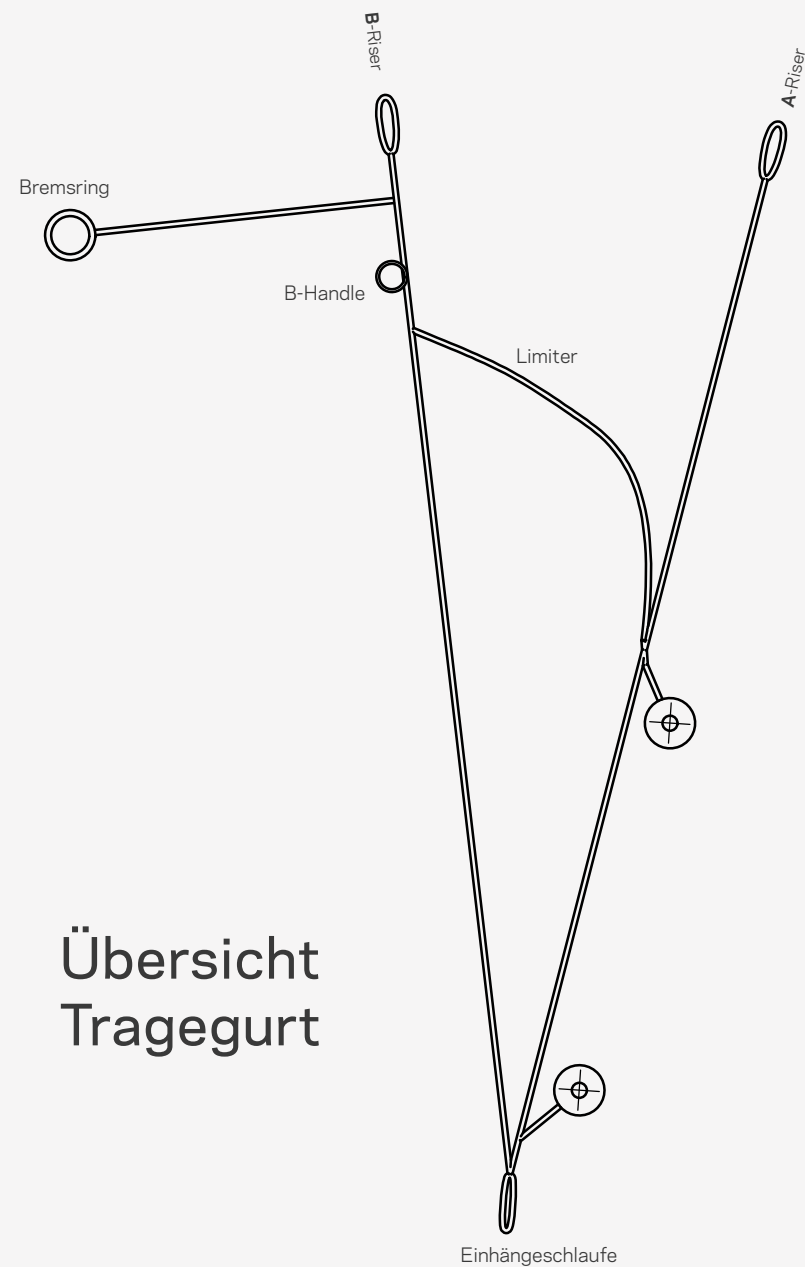 B-Riser
A-Riser
Bremsring
B-Handle
Limiter
Übersicht
Tragegurt
Einhängeschlaufe